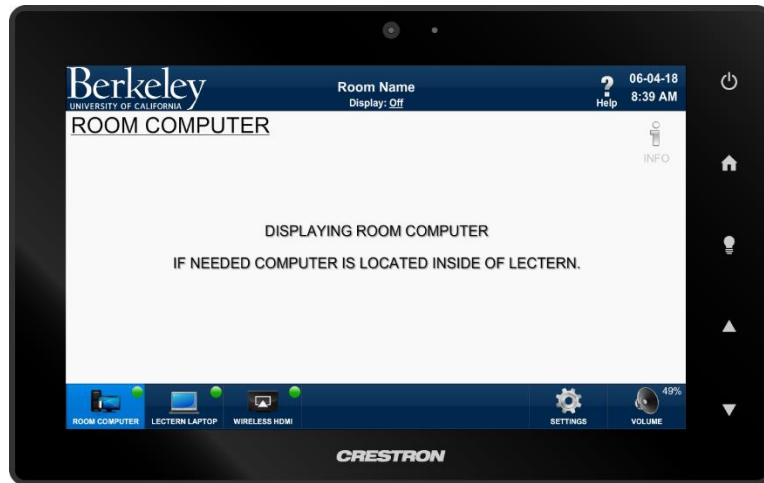 Berkeley
UNIVERSITY OF CALIFORNIA
Room Name
Display: Off
?
Help
06-04-18
8:39 AM
ROOM COMPUTER
INFO
DISPLAYING ROOM COMPUTER
IF NEEDED COMPUTER IS LOCATED INSIDE OF LECTERN.
ROOM COMPUTER
LECTERN LAPTOP
WIRELESS HDMI
SETTINGS
49%
VOLUME
CRESTRON